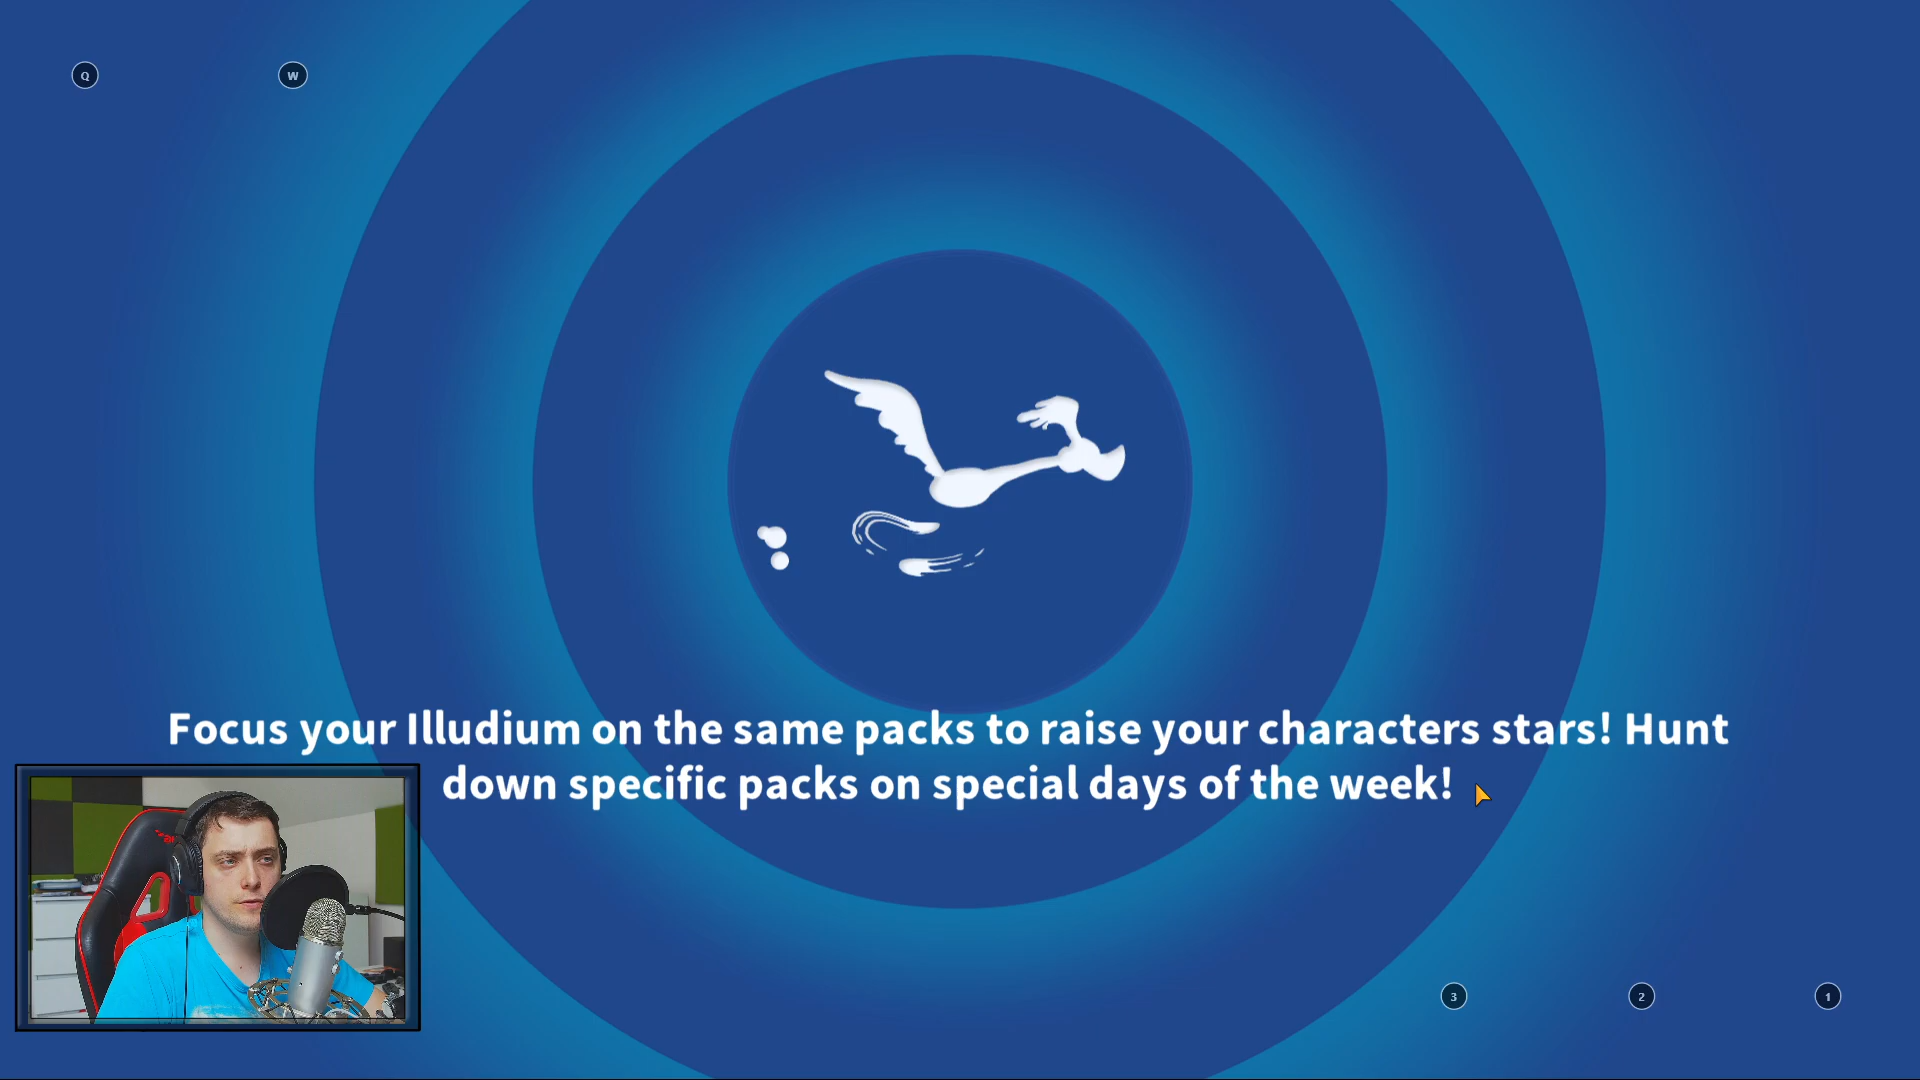 Q
W
Focus your Illudium on the same packs to raise your characters stars! Hunt
down specific packs on special days of the week!
3
2
1